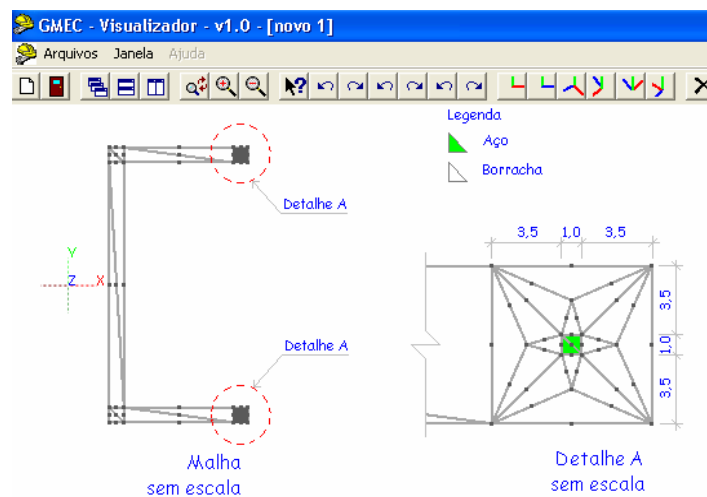 GMEC - Visualizador - v1.0 - [novo 1]
Arquivos Janela Ajuda
Legenda
Aço
Borracha
Detalhe A
3,5 1,0 3,5
Y
Z X
3,5
1,0
3,5
Detalhe A
Malha
sem escala
Detalhe A
sem escala